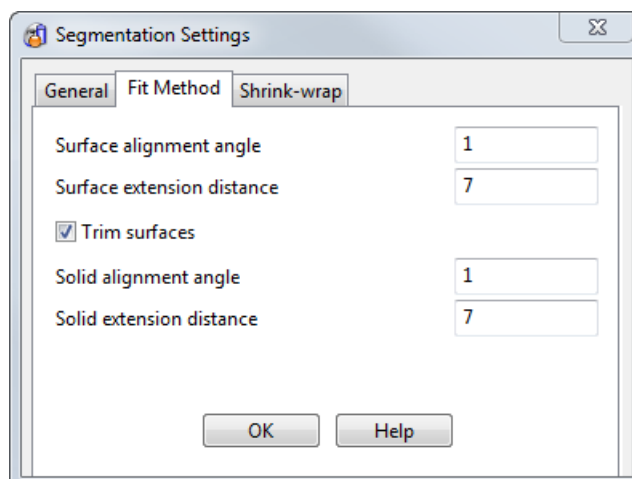 Segmentation Settings
General Fit Method Shrink-wrap
Surface alignment angle 1
Surface extension distance 7
Trim surfaces
Solid alignment angle 1
Solid extension distance 7
OK Help